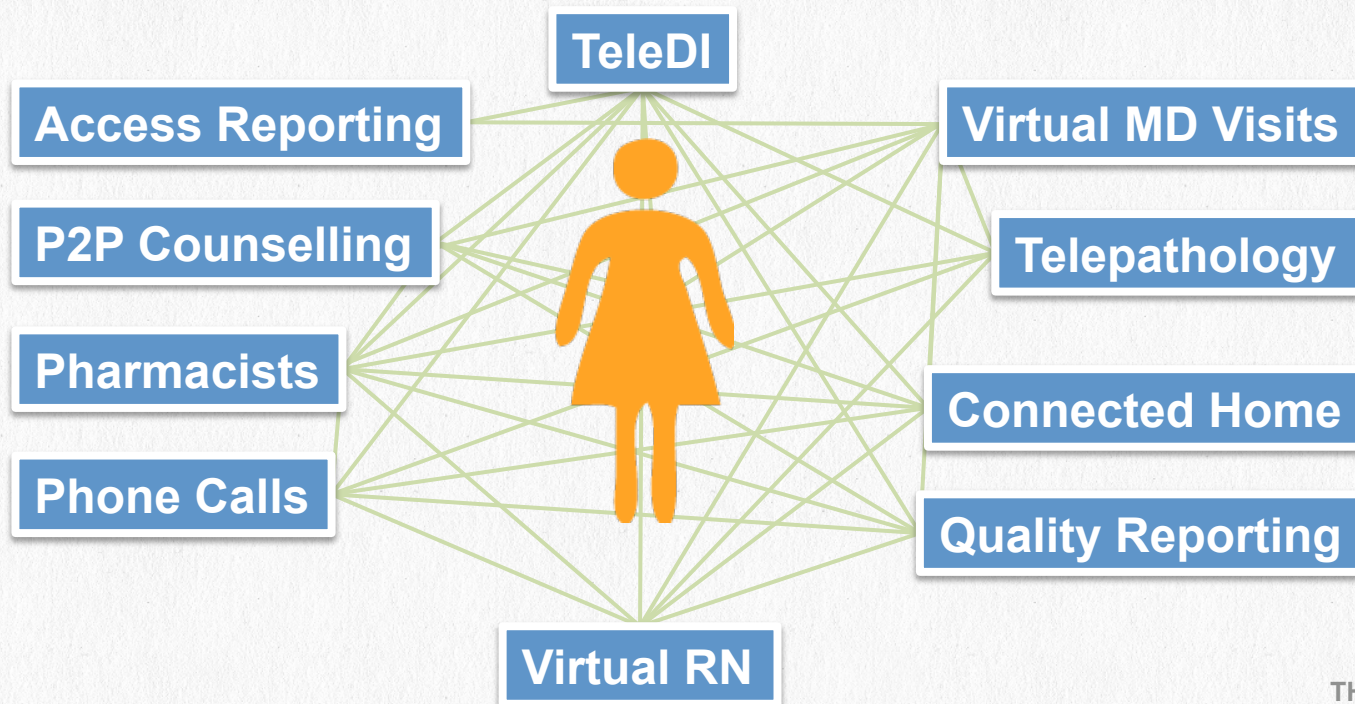 TeleDI
Access Reporting
Virtual MD Visits
P2P Counselling
Telepathology
Pharmacists
Connected Home
Phone Calls
Quality Reporting
Virtual RN